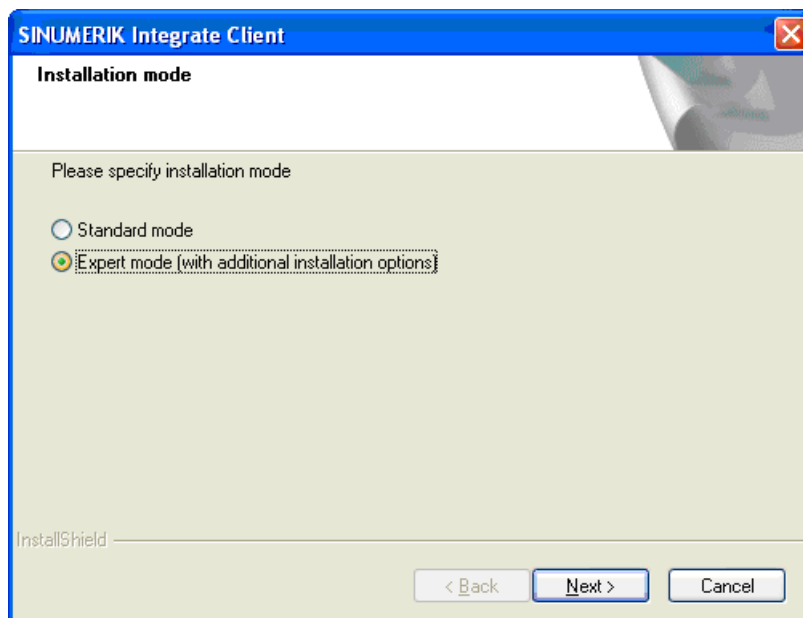 SINUMERIK Integrate Client
Installation mode
Please specify installation mode
Standard mode
Expert mode (with additional installation options)
InstallShield
< Back
Next >
Cancel